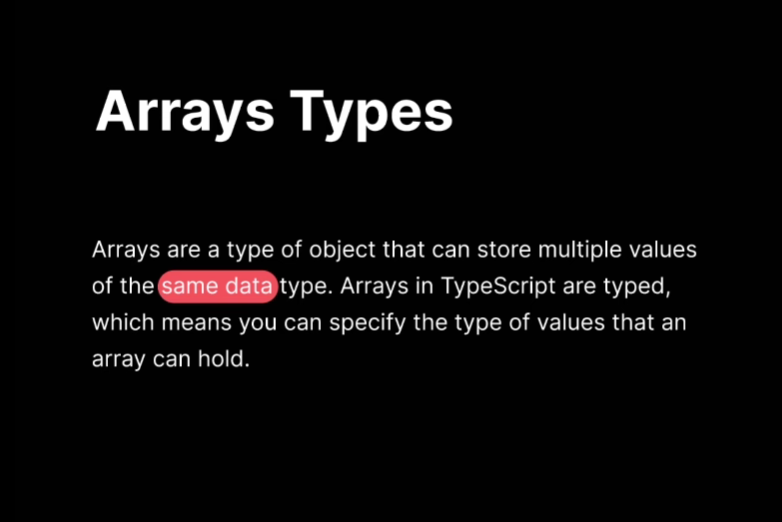 Arrays Types
Arrays are a type of object that can store multiple values
of the same data type. Arrays in TypeScript are typed,
which means you can specify the type of values that an
array can hold.